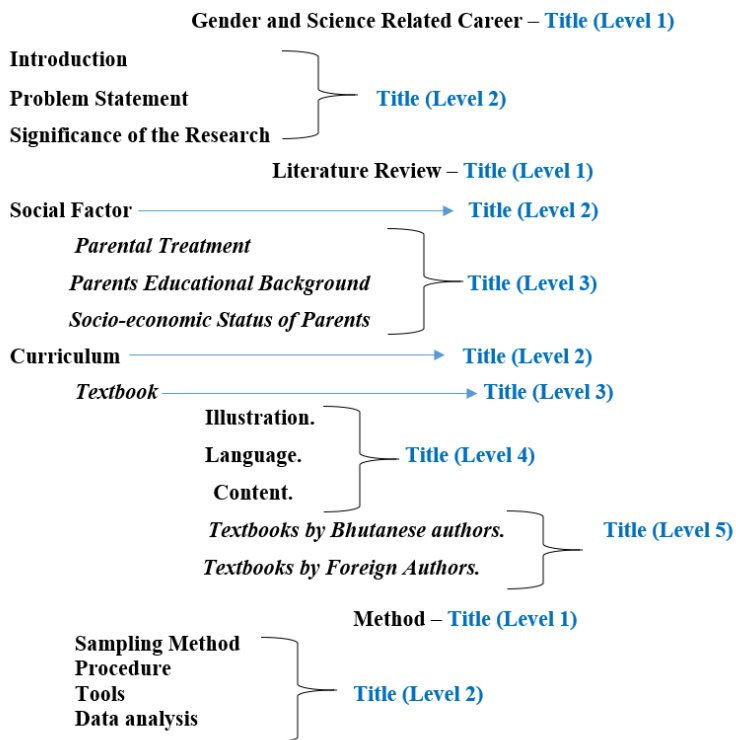 Gender and Science Related Career – Title (Level 1)
Introduction
Problem Statement
Title (Level 2)
Significance of the Research
Literature Review – Title (Level 1)
Social Factor
Title (Level 2)
Parental Treatment
Parents Educational Background
Title (Level 3)
Socio-economic Status of Parents
Curriculum
Title (Level 2)
Textbook
Title (Level 3)
Illustration.
Language.
Title (Level 4)
Content.
Textbooks by Bhutanese authors.
Title (Level 5)
Textbooks by Foreign Authors.
Method – Title (Level 1)
Sampling Method
Procedure
Tools
Title (Level 2)
Data analysis